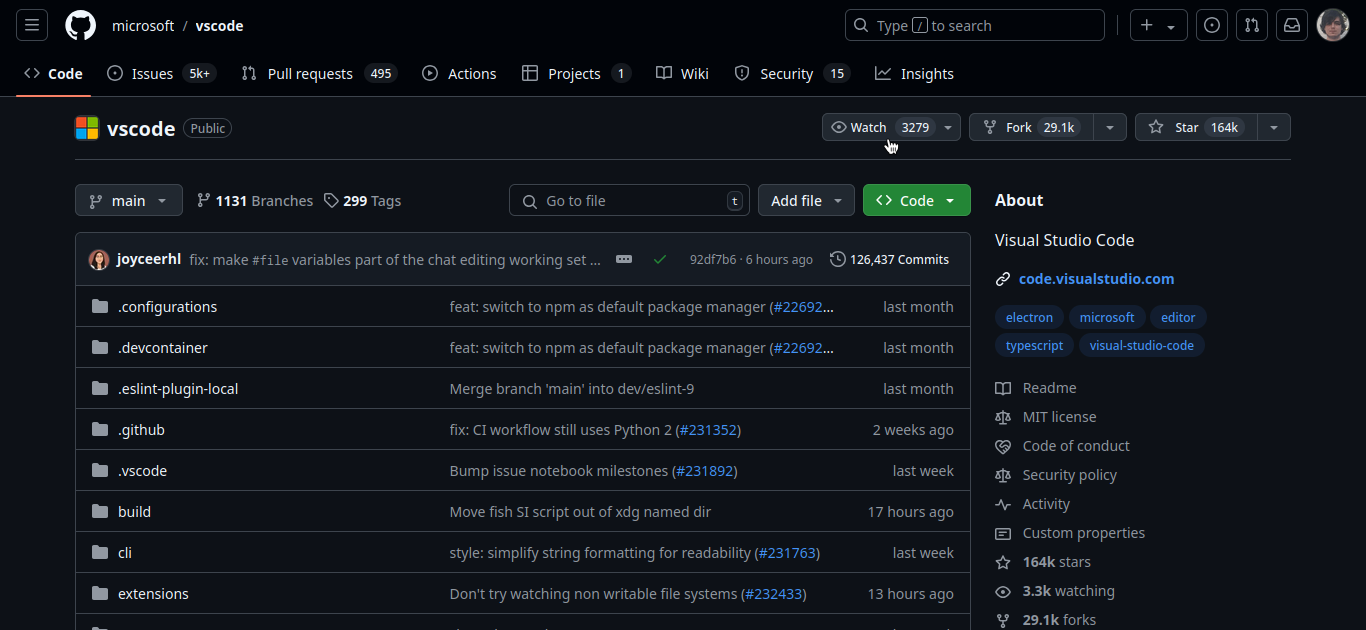 microsoft / vscode
Type / to search
Code Issues 5k+ Pull requests 495 Actions Projects 1 Wiki Security 15 Insights
vscode Public Watch 3279 Fork 29.1k Star 164k
main 1131 Branches 299 Tags Go to file t Add file Code
joyceerhl fix: make #file variables part of the chat editing working set ... 92df7b6 · 6 hours ago 126,437 Commits
.configurations feat: switch to npm as default package manager (#22692... last month
.devcontainer feat: switch to npm as default package manager (#22692... last month
.eslint-plugin-local Merge branch 'main' into dev/eslint-9 last month
.github fix: CI workflow still uses Python 2 (#231352) 2 weeks ago
.vscode Bump issue notebook milestones (#231892) last week
build Move fish SI script out of xdg named dir 17 hours ago
cli style: simplify string formatting for readability (#231763) last week
extensions Don't try watching non writable file systems (#232433) 13 hours ago
About
Visual Studio Code
code.visualstudio.com
electron microsoft editor
typescript visual-studio-code
Readme
MIT license
Code of conduct
Security policy
Activity
Custom properties
164k stars
3.3k watching
29.1k forks